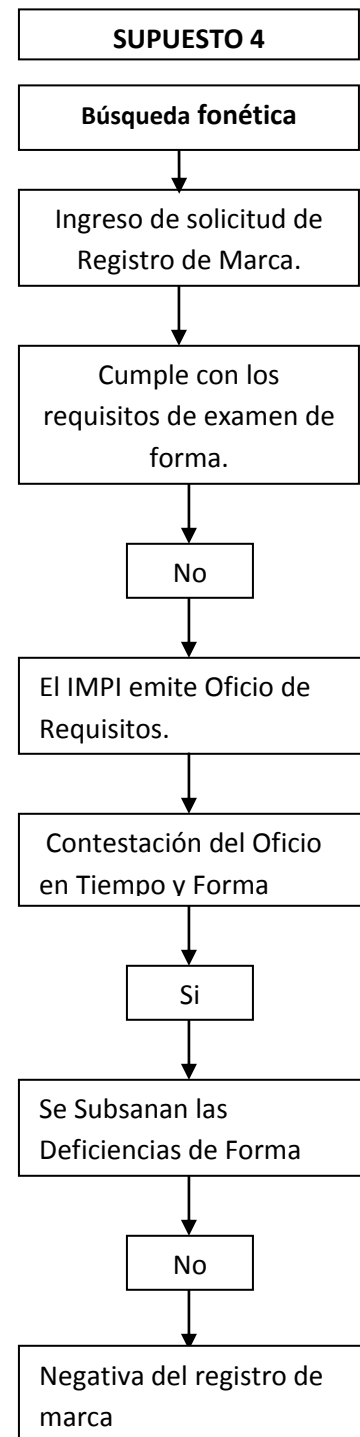 SUPUESTO 4
Búsqueda fonética
Ingreso de solicitud de
Registro de Marca.
Cumple con los
requisitos de examen de
forma.
No
El IMPI emite Oficio de
Requisitos.
Contestación del Oficio
en Tiempo y Forma
Si
Se Subsanan las
Deficiencias de Forma
No
Negativa del registro de
marca